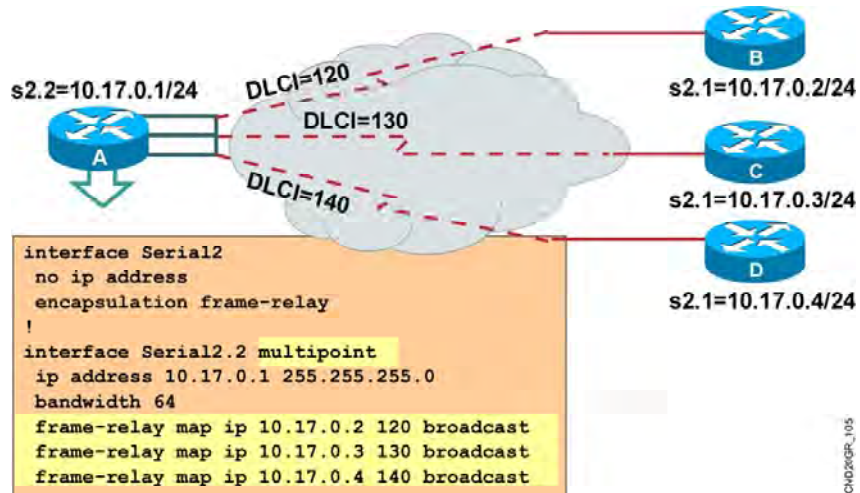 DLCI=120
B
s2.2=10.17.0.1/24
s2.1=10.17.0.2/24
DLCI=130
A
C
DLCI=140
s2.1=10.17.0.3/24
D
s2.1=10.17.0.4/24
interface Serial2
no ip address
encapsulation frame-relay
!
interface Serial2.2 multipoint
ip address 10.17.0.1 255.255.255.0
bandwidth 64
frame-relay map ip 10.17.0.2 120 broadcast
frame-relay map ip 10.17.0.3 130 broadcast
frame-relay map ip 10.17.0.4 140 broadcast